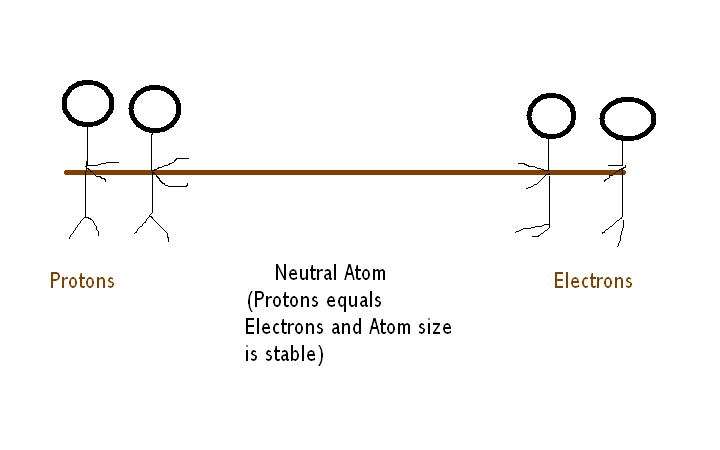 Protons
Neutral Atom
(Protons equals
Electrons and Atom size
is stable)
Electrons